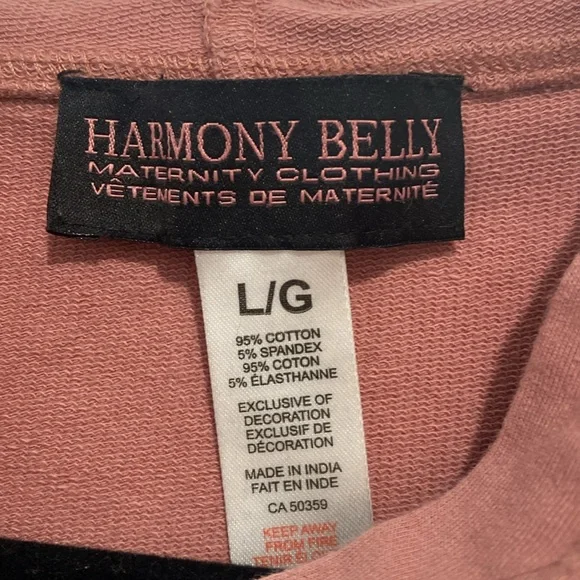 HARMONY BELLY
MATERNITY CLOTHING
VÊTEMENTS DE MATERNITÉ
L/G
95% COTTON
5% SPANDEX
95% COTON
5% ÉLASTHANNE
EXCLUSIVE OF
DECORATION
EXCLUSIF DE
DÉCORATION
MADE IN INDIA
FAIT EN INDE
CA 50359
KEEP AWAY
FROM FIRE
TENIR